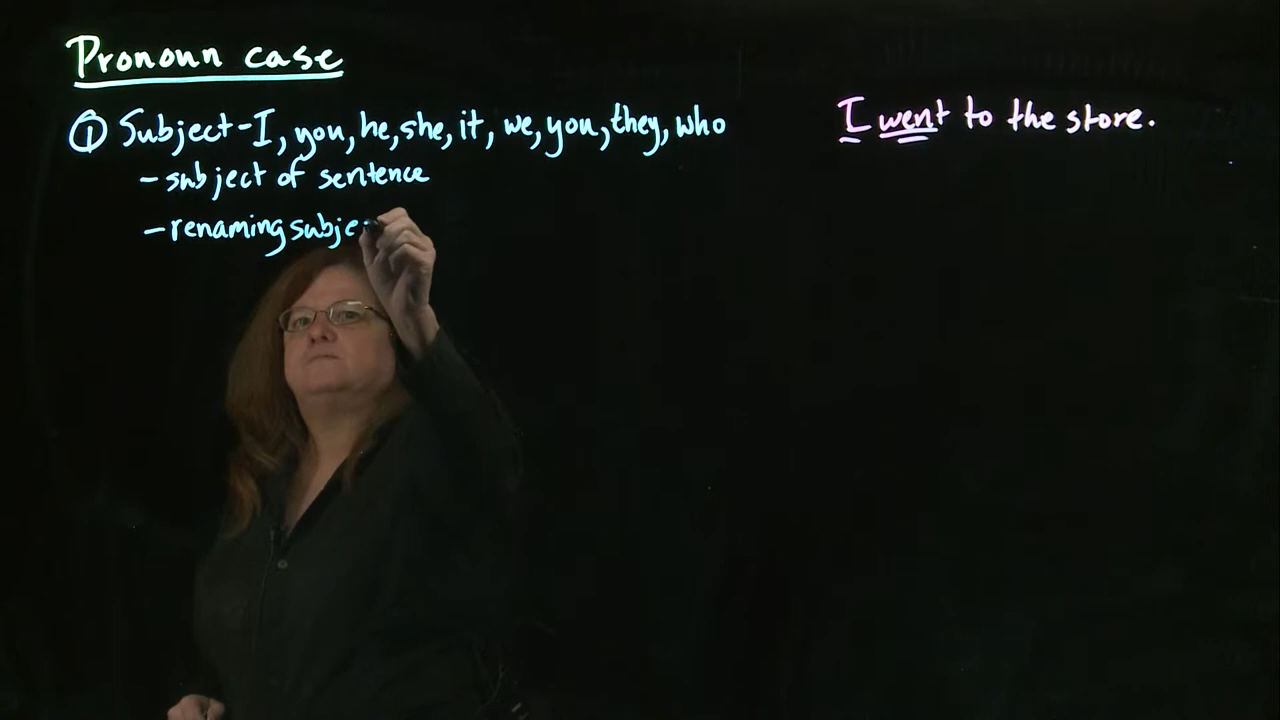 Pronoun case
① Subject-I, you, he, she, it, we, you, they, who
- subject of sentence
- renaming subje
I went to the store.